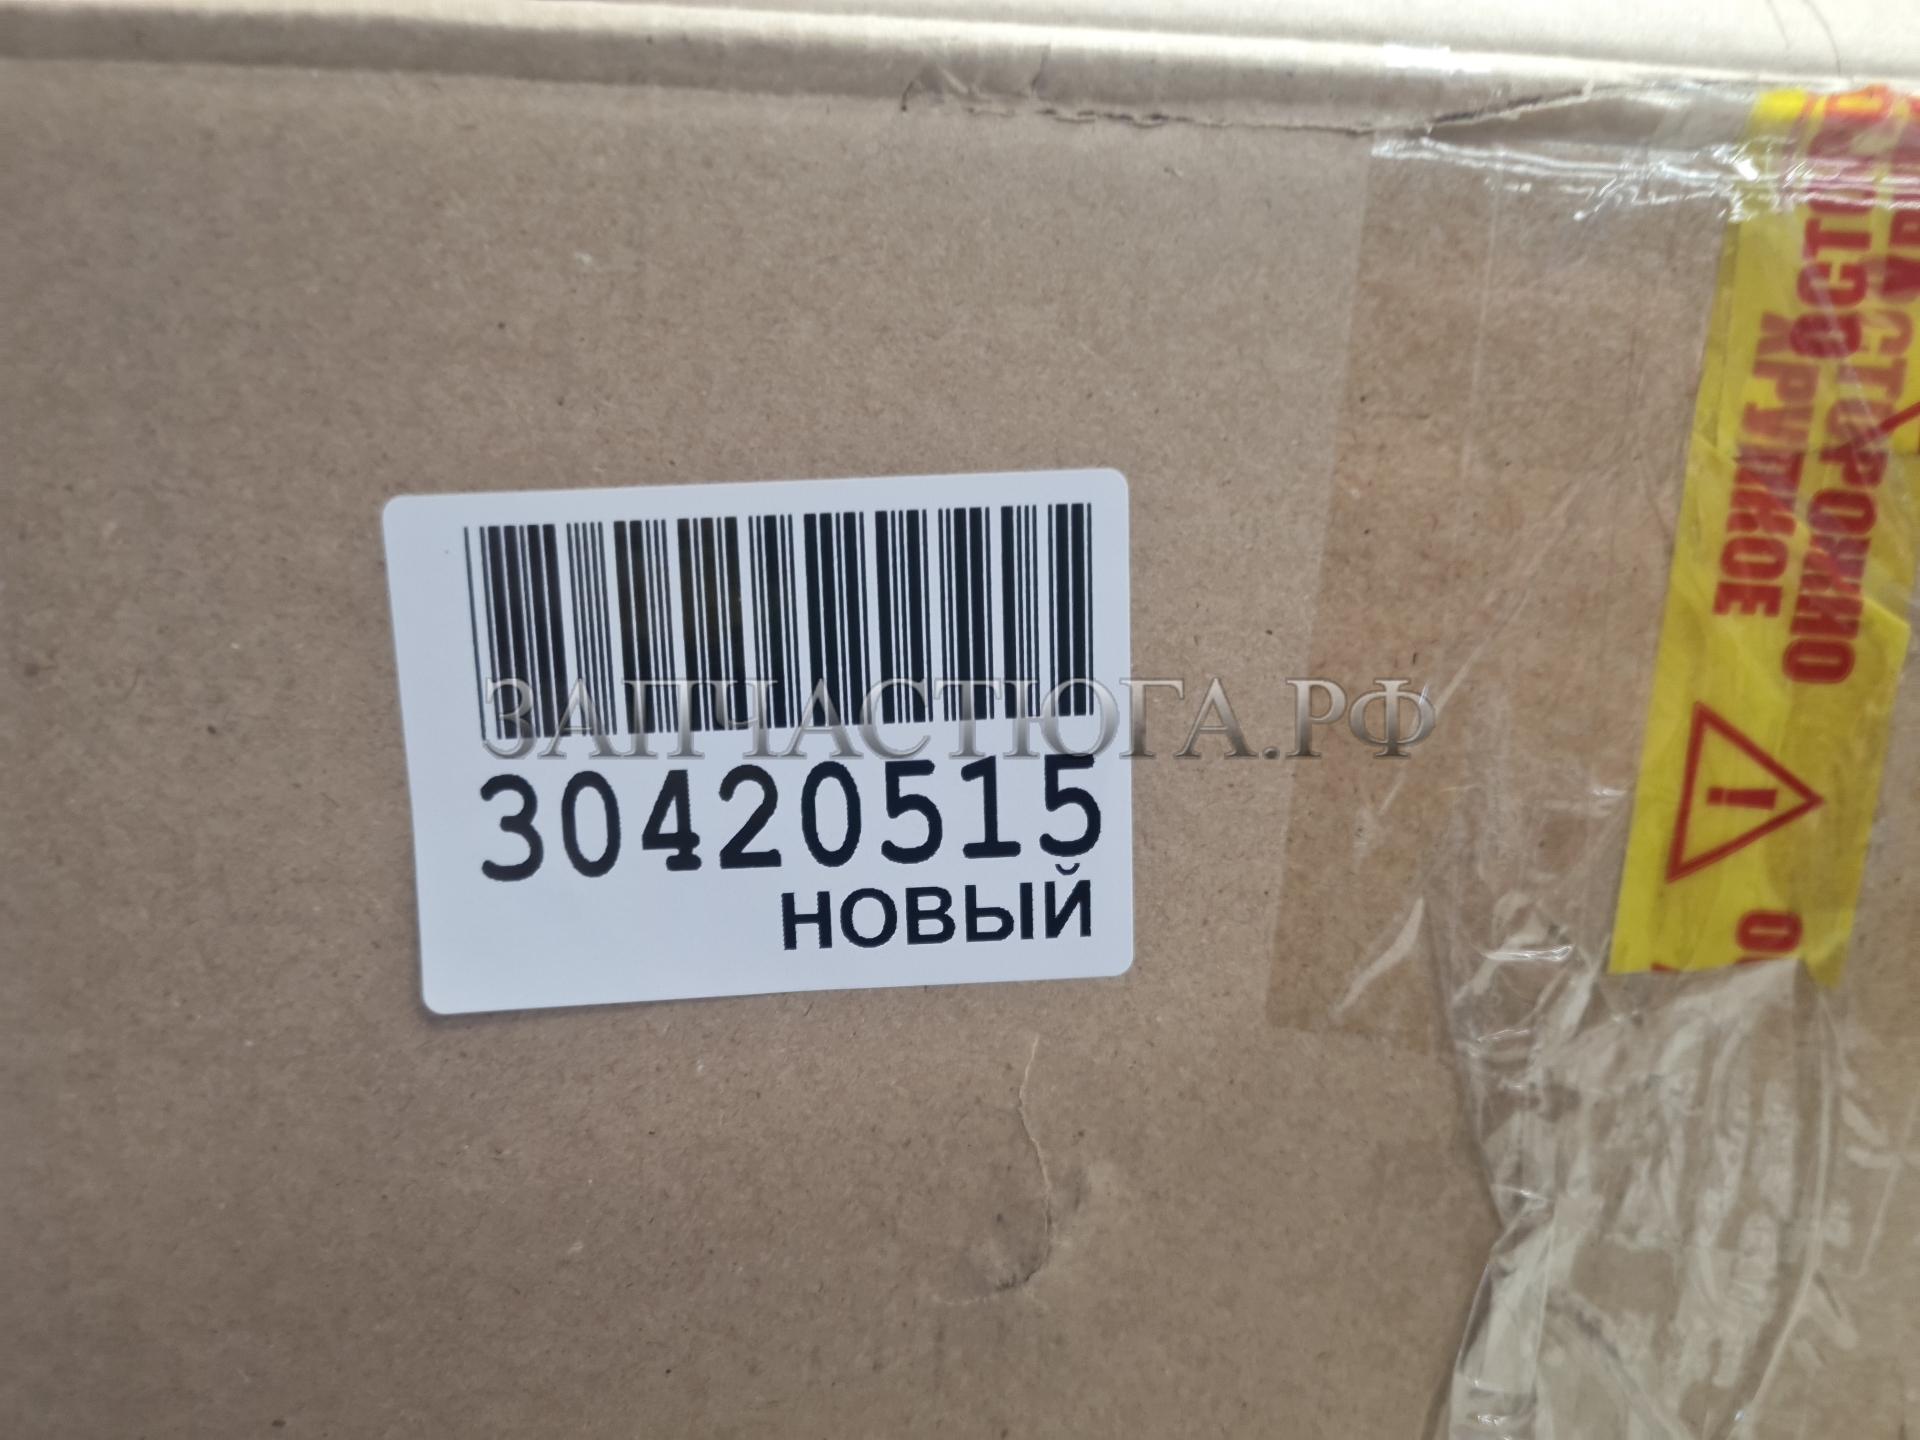 ЗАПЧАСТЮГА.РФ
30420515
НОВЫЙ
ОСТОРОЖНО
ХРУПКОЕ